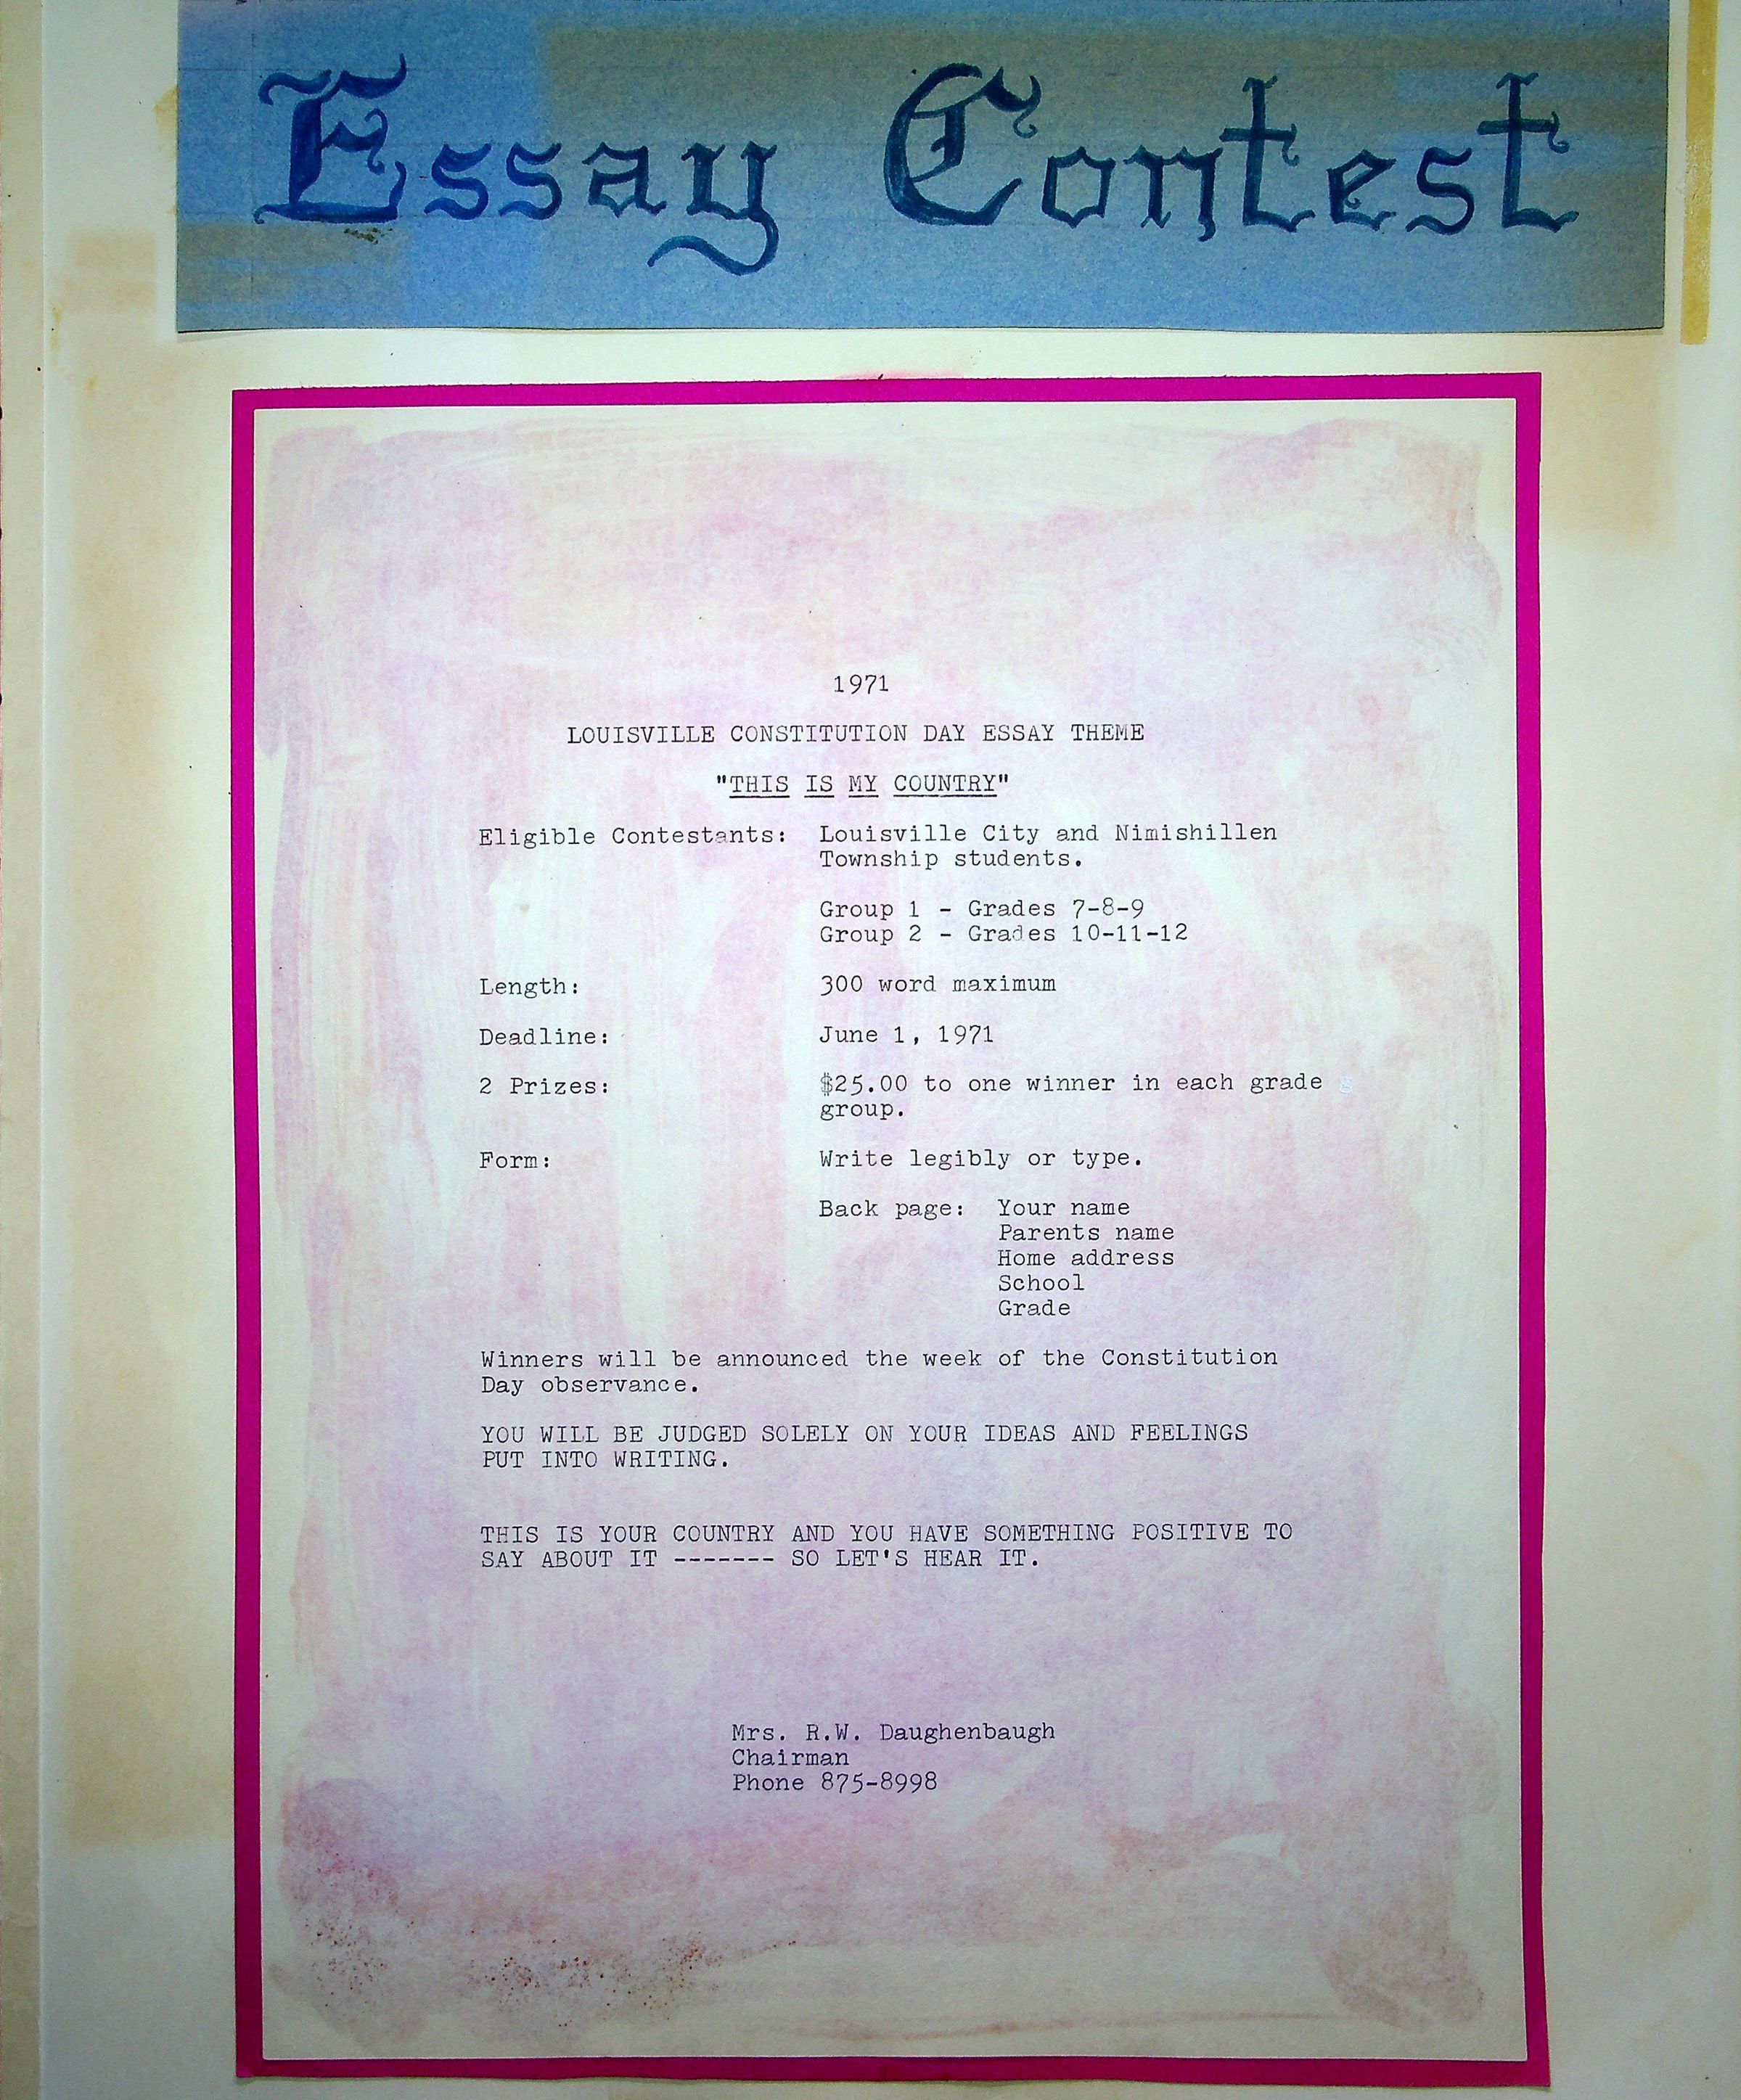 Essay Contest
1971
LOUISVILLE CONSTITUTION DAY ESSAY THEME
"THIS IS MY COUNTRY"
Eligible Contestants: Louisville City and Nimishillen
Township students.
Group 1 - Grades 7-8-9
Group 2 - Grades 10-11-12
Length: 300 word maximum
Deadline: June 1, 1971
2 Prizes: $25.00 to one winner in each grade
group.
Form: Write legibly or type.
Back page: Your name
Parents name
Home address
School
Grade
Winners will be announced the week of the Constitution
Day observance.
YOU WILL BE JUDGED SOLELY ON YOUR IDEAS AND FEELINGS
PUT INTO WRITING.
THIS IS YOUR COUNTRY AND YOU HAVE SOMETHING POSITIVE TO
SAY ABOUT IT ------- SO LET'S HEAR IT.
Mrs. R.W. Daughenbaugh
Chairman
Phone 875-8998